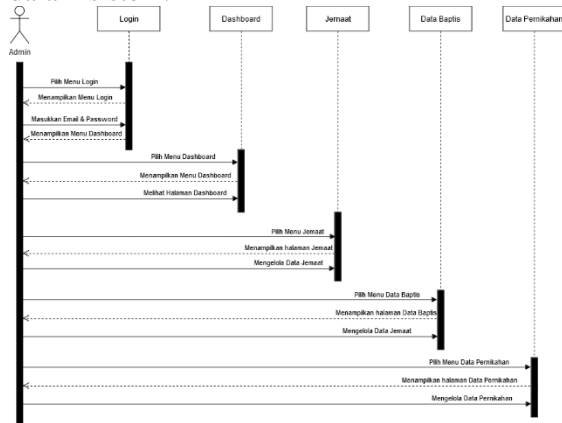 Login
Dashboard
Jemaat
Data Baptis
Data Pernikahan
Admin
Pilih Menu Login
Menampilkan Menu Login
Masukkan Email & Password
Menampilkan Menu Dashboard
Pilih Menu Dashboard
Menampilkan Menu Dashboard
Melihat Halaman Dashboard
Pilih Menu Jemaat
Menampilkan halaman Jemaat
Mengelola Data Jemaat
Pilih Menu Data Baptis
Menampilkan halaman Data Baptis
Mengelola Data Jemaat
Pilih Menu Data Pernikahan
Menampilkan halaman Data Pernikahan
Mengelola Data Pernikahan